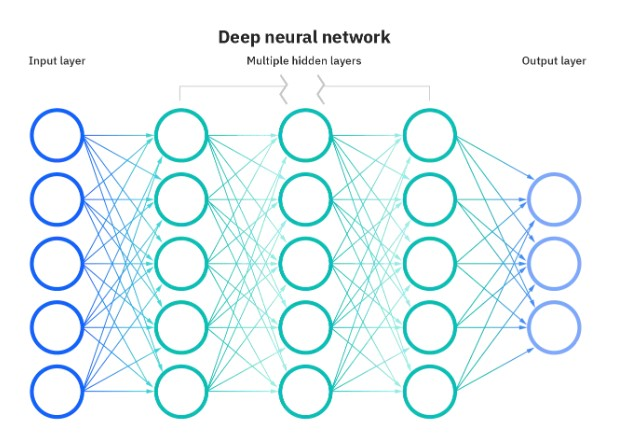 Deep neural network
Input layer
Multiple hidden layers
Output layer